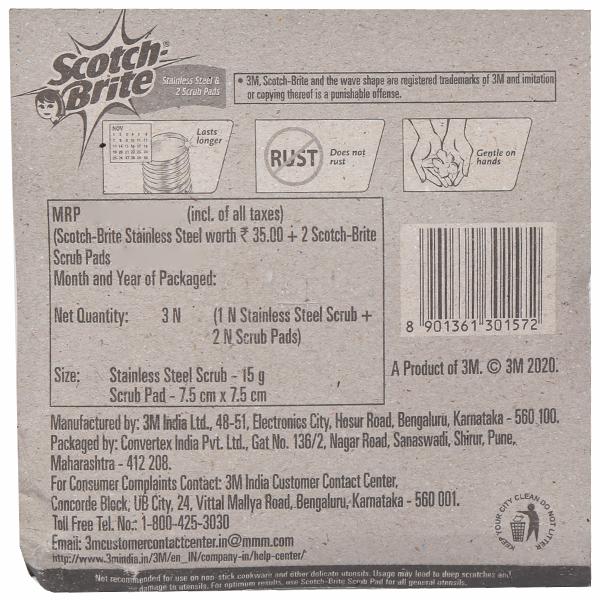 Scotch-
Brite
Stainless Steel &
2 Scrub Pads
• 3M, Scotch-Brite and the wave shape are registered trademarks of 3M and imitation
or copying thereof is a punishable offense.
NOV
Lasts
longer
RUST
Does not
rust
Gentle on
hands
MRP (incl. of all taxes)
(Scotch-Brite Stainless Steel worth ₹ 35.00 + 2 Scotch-Brite
Scrub Pads
Month and Year of Packaged:
Net Quantity: 3 N (1 N Stainless Steel Scrub +
2 N Scrub Pads)
Size: Stainless Steel Scrub - 15 g
Scrub Pad - 7.5 cm x 7.5 cm
8 901361 301572
A Product of 3M. © 3M 2020.
Manufactured by: 3M India Ltd., 48-51, Electronics City, Hosur Road, Bengaluru, Karnataka - 560 100.
Packaged by: Convertex India Pvt. Ltd., Gat No. 136/2, Nagar Road, Sanaswadi, Shirur, Pune,
Maharashtra - 412 208.
For Consumer Complaints Contact: 3M India Customer Contact Center,
Concorde Block, UB City, 24, Vittal Mallya Road, Bengaluru, Karnataka - 560 001.
Toll Free Tel. No.: 1-800-425-3030
Email: 3mcustomercontactcenter.in@mmm.com
http://www.3mindia.in/3M/en_IN/company-in/help-center/
KEEP YOUR CITY CLEAN DO NOT LITTER
Not recommended for use on non-stick cookware and other delicate utensils. Usage may lead to deep scratches and
damage to utensils. For optimum results, use Scotch-Brite Scrub Pad for all general utensils.